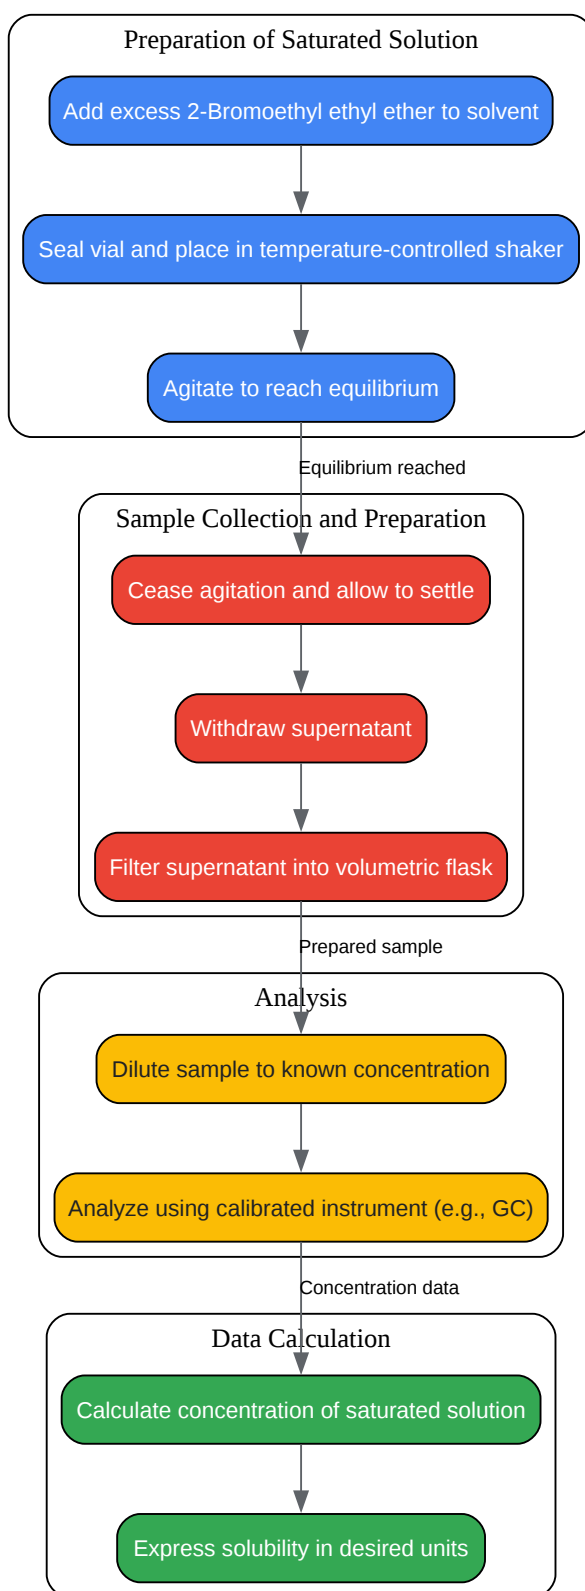 Preparation of Saturated Solution
Add excess 2-Bromoethyl ethyl ether to solvent
Seal vial and place in temperature-controlled shaker
Agitate to reach equilibrium
Equilibrium reached
Sample Collection and Preparation
Cease agitation and allow to settle
Withdraw supernatant
Filter supernatant into volumetric flask
Prepared sample
Analysis
Dilute sample to known concentration
Analyze using calibrated instrument (e.g., GC)
Concentration data
Data Calculation
Calculate concentration of saturated solution
Express solubility in desired units